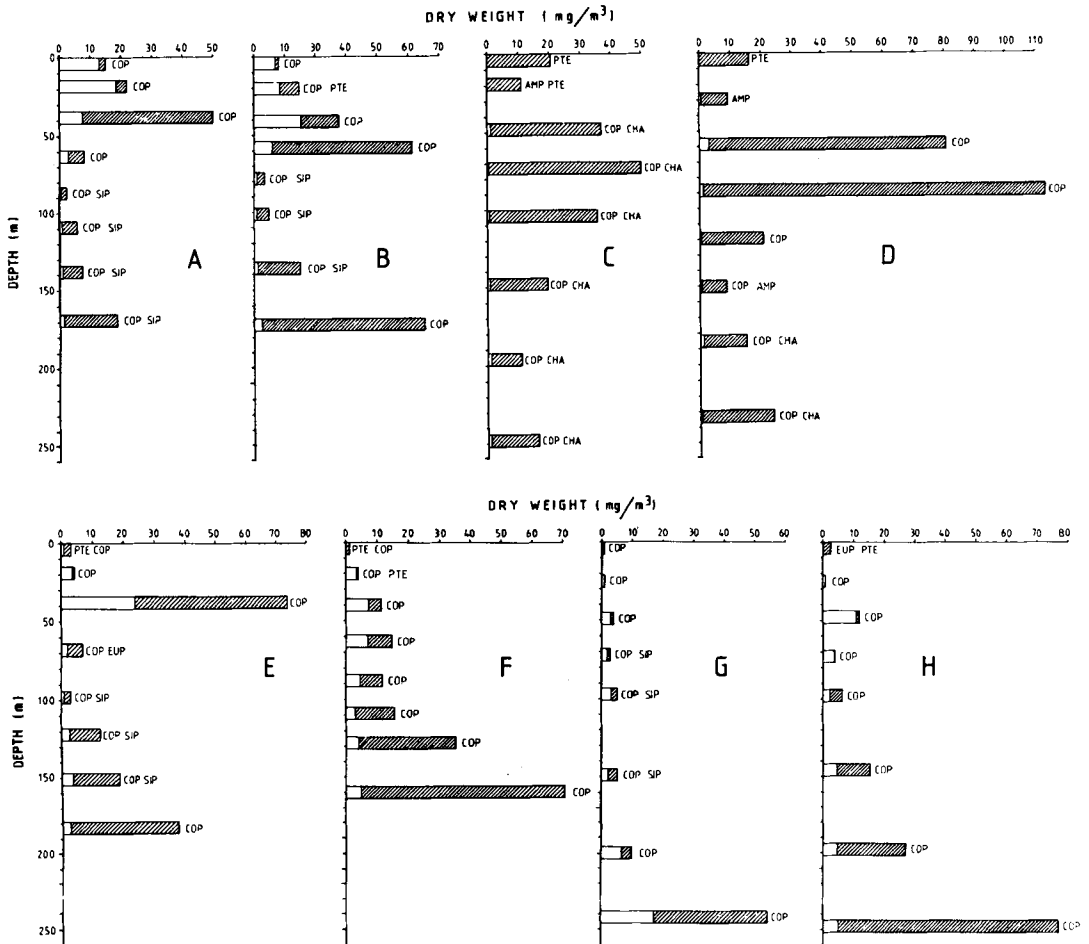 DRY WEIGHT (mg/m³)
0 10 20 30 40 50
0 10 20 30 40 50 60 70
0 10 20 30 40 50
0 10 20 30 40 50 60 70 80 90 100 110
DEPTH (m)
0
50
100
150
200
250
COP
COP
COP
COP
COP SIP
COP SIP
COP SIP
COP SIP
A
COP
COP PTE
COP
COP
COP SIP
COP SIP
COP SIP
COP
B
PTE
AMP PTE
COP CHA
COP CHA
COP CHA
COP CHA
COP CHA
COP CHA
C
PTE
AMP
COP
COP
COP
COP AMP
COP CHA
COP CHA
D
DRY WEIGHT (mg/m³)
0 10 20 30 40 50 60 70 80
0 10 20 30 40 50 60 70
0 10 20 30 40 50 60
0 10 20 30 40 50 60 70 80
DEPTH (m)
0
50
100
150
200
250
PTE COP
COP
COP
COP EUP
COP SIP
COP SIP
COP SIP
COP
E
PTE COP
COP PTE
COP
COP
COP
COP
COP
COP
F
COP
COP
COP
COP SIP
COP SIP
COP SIP
COP
COP
G
EUP PTE
COP
COP
COP
COP
COP
COP
COP
H